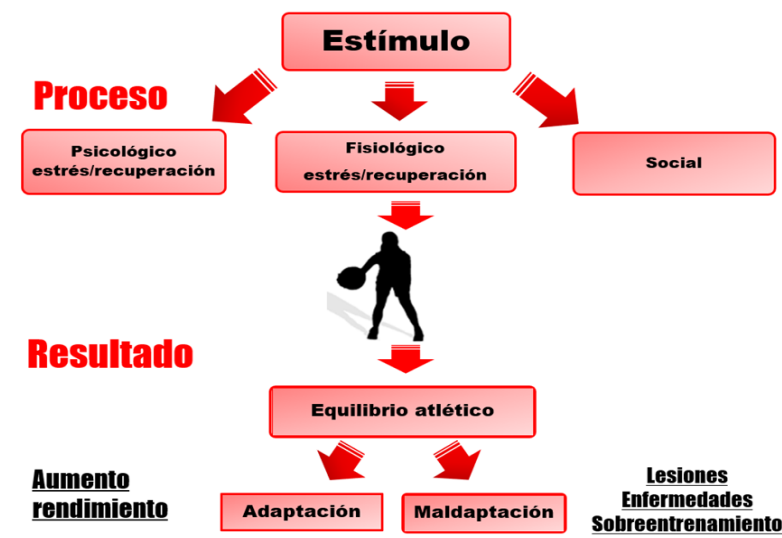 Estímulo
Proceso
Psicológico
estrés/recuperación
Fisiológico
estrés/recuperación
Social
Resultado
Equilibrio atlético
Aumento
rendimiento
Adaptación
Maldaptación
Lesiones
Enfermedades
Sobreentrenamiento